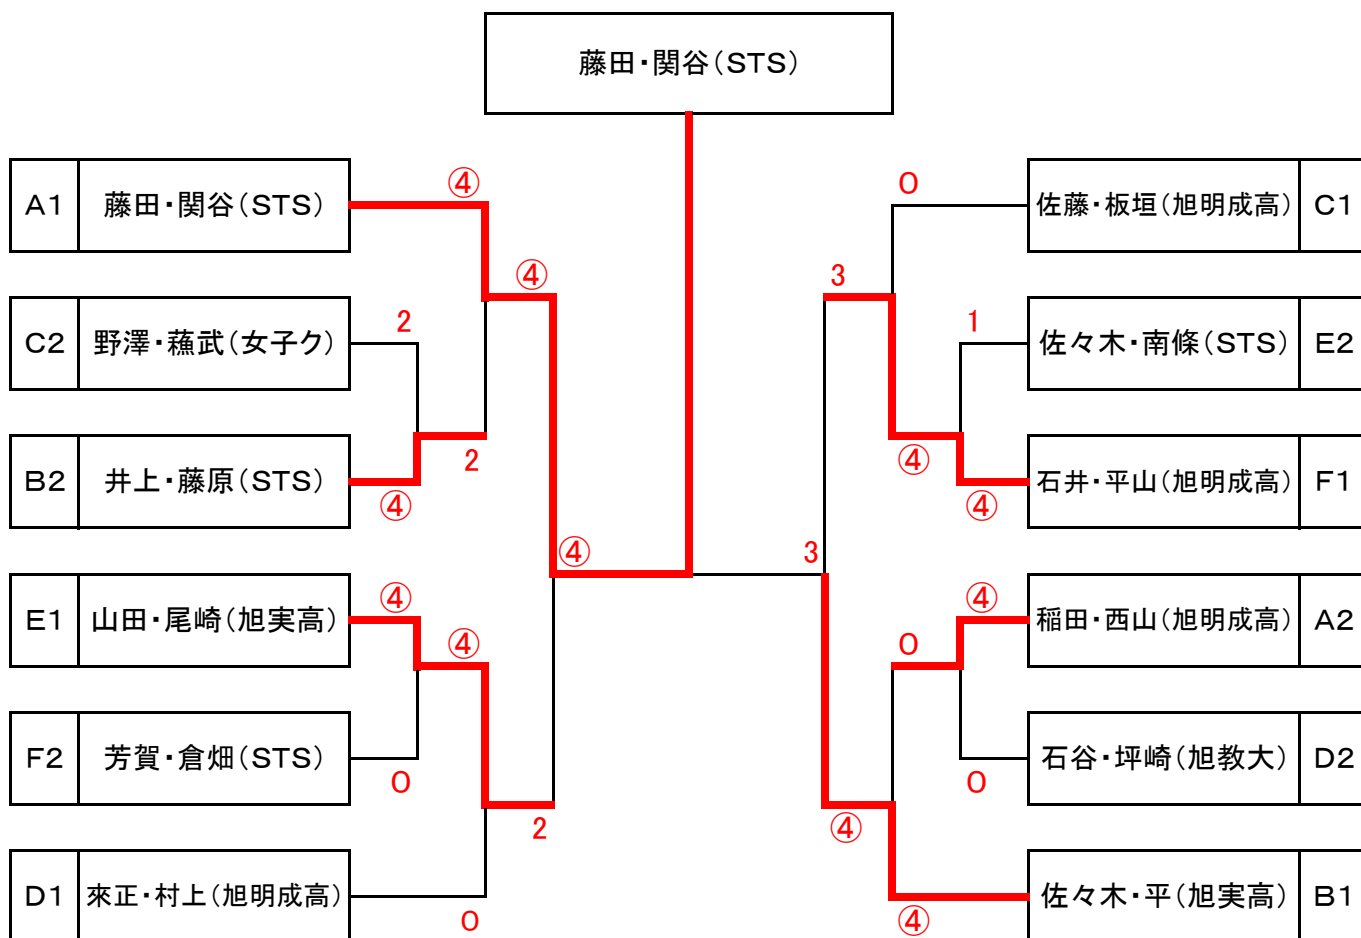 藤田・関谷(STS)
A1 藤田・関谷(STS)
④
0
佐藤・板垣(旭明成高) C1
④
3
C2 野澤・蕪武(女子ク)
2
1
佐々木・南條(STS) E2
2
④
B2 井上・藤原(STS)
④
④
石井・平山(旭明成高) F1
④
3
E1 山田・尾崎(旭実高)
④
④
稲田・西山(旭明成高) A2
④
0
F2 芳賀・倉畑(STS)
0
0
石谷・坪崎(旭教大) D2
2
④
D1 來正・村上(旭明成高)
0
④
佐々木・平(旭実高) B1